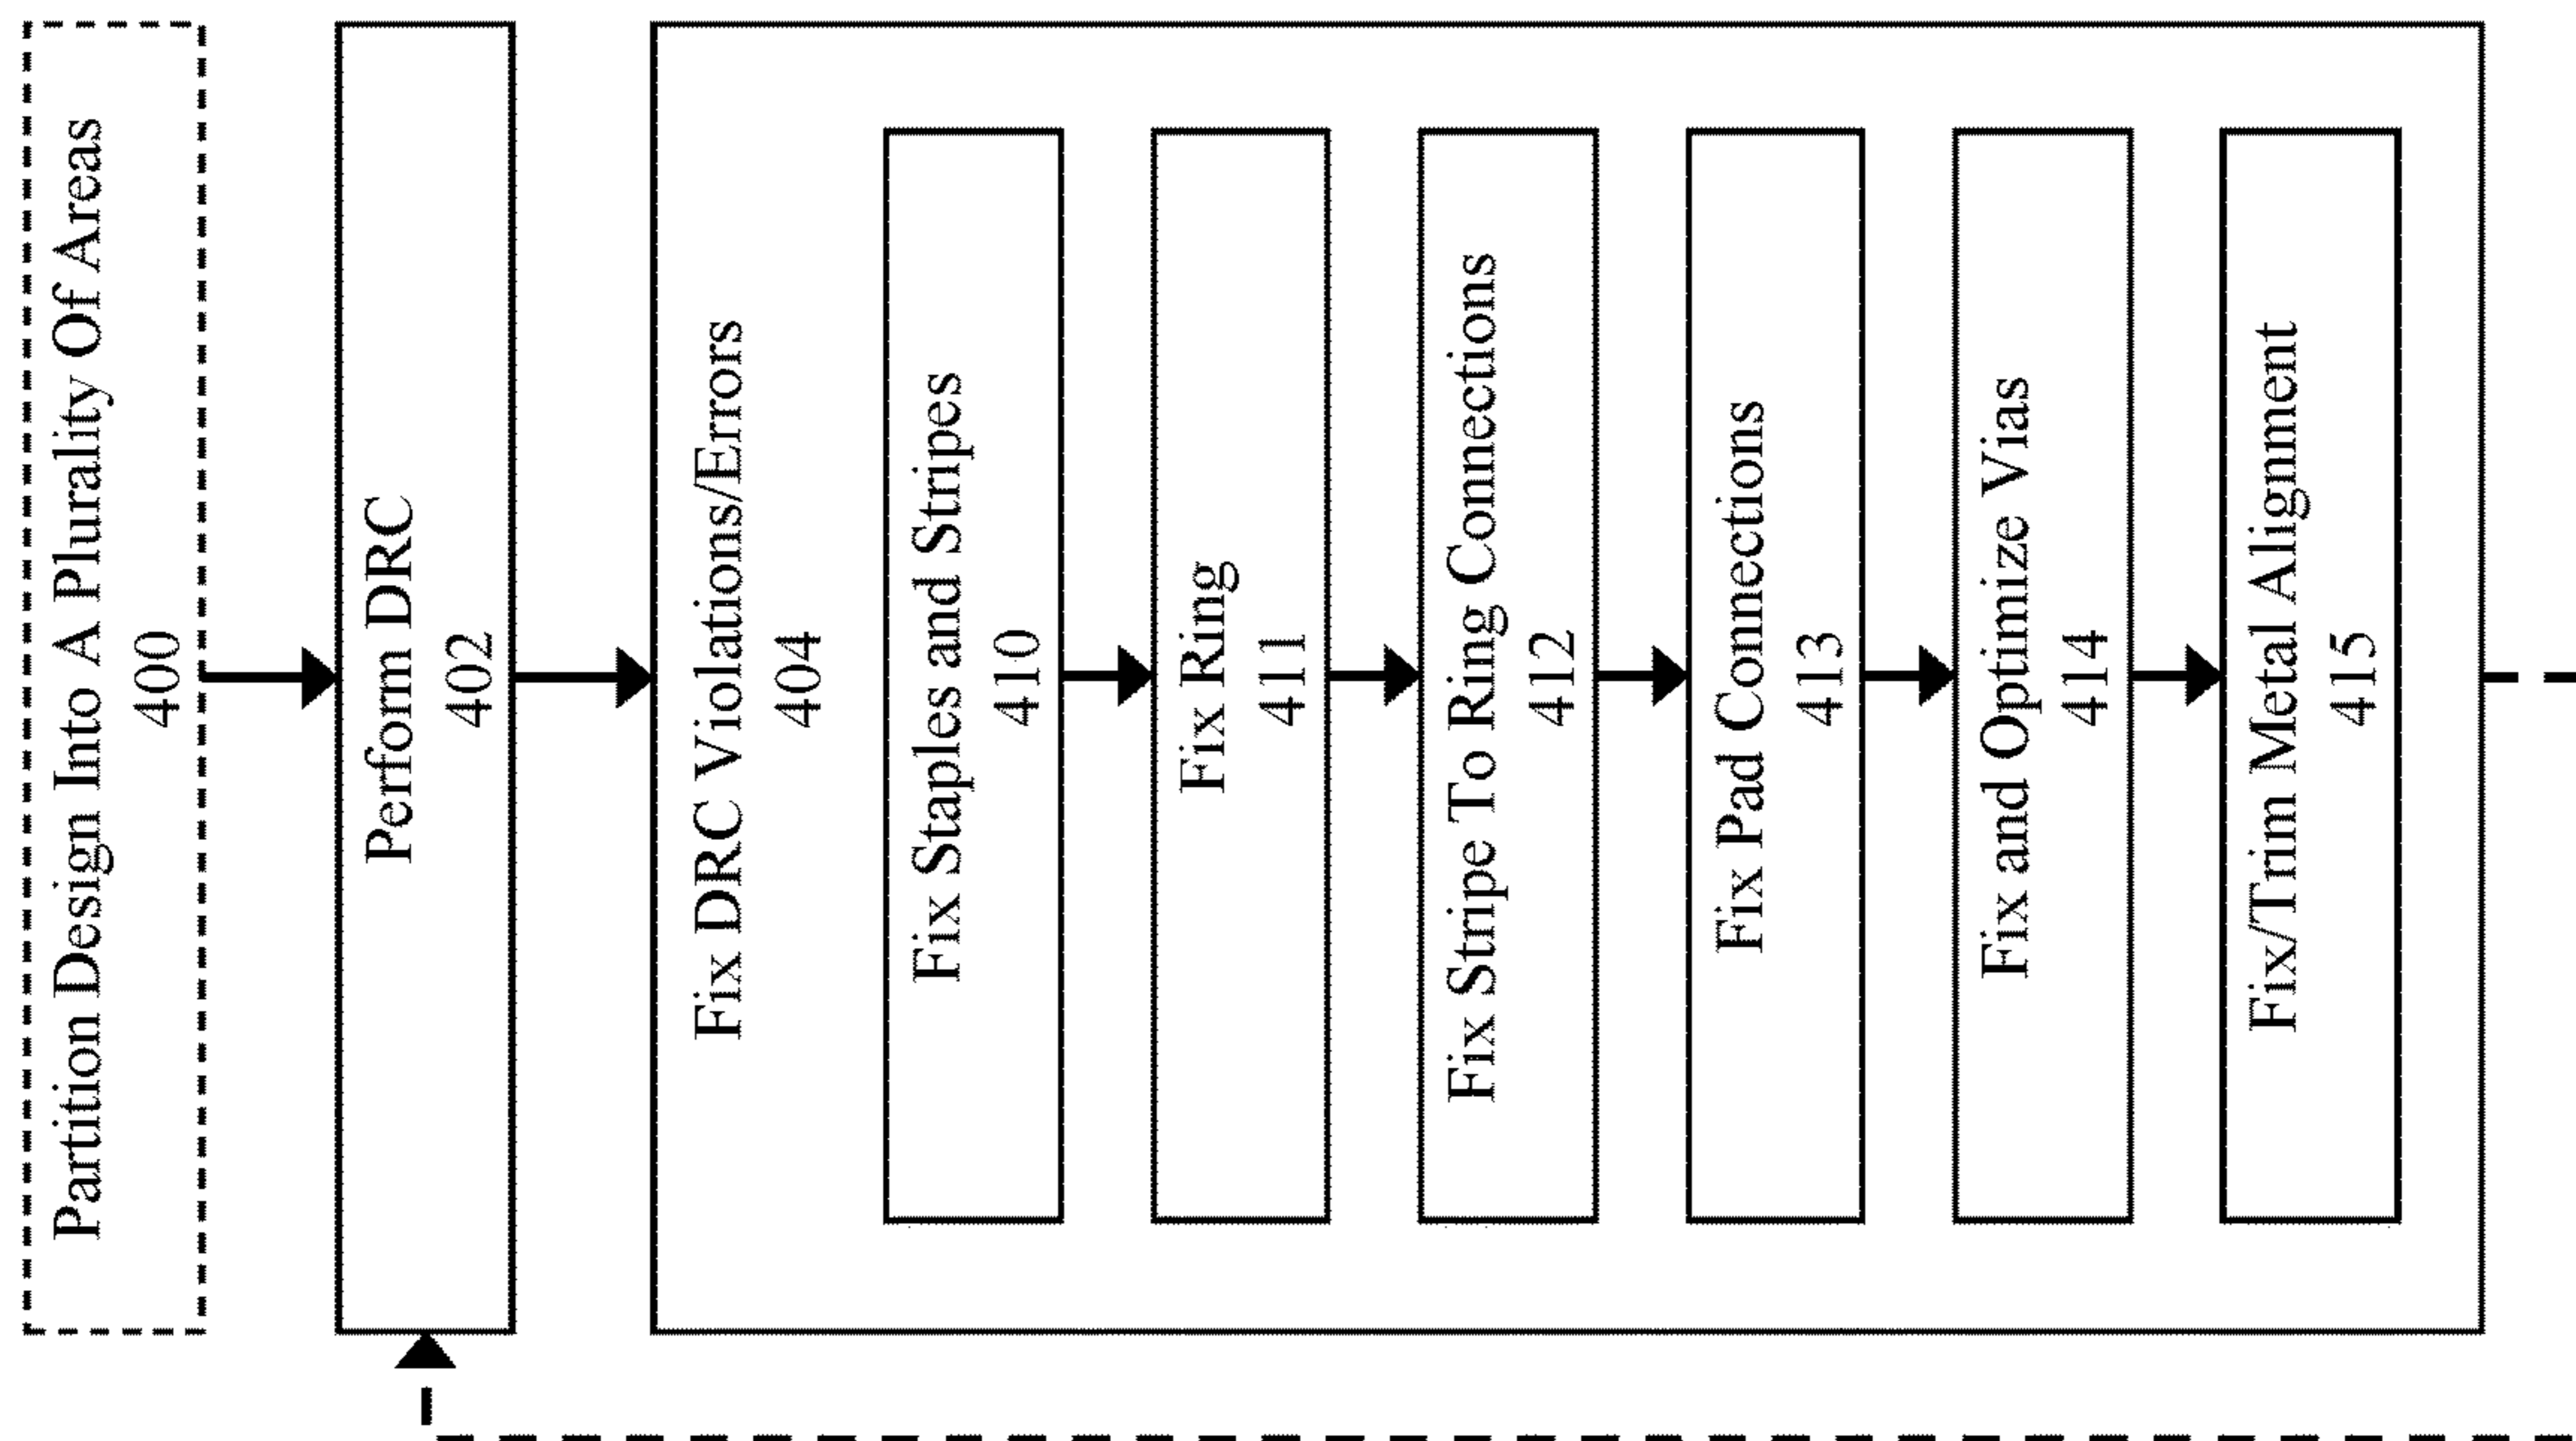 Partition Design Into A Plurality Of Areas
400
Perform DRC
402
Fix DRC Violations/Errors
404
Fix Staples and Stripes
410
Fix Ring
411
Fix Stripe To Ring Connections
412
Fix Pad Connections
413
Fix and Optimize Vias
414
Fix/Trim Metal Alignment
415